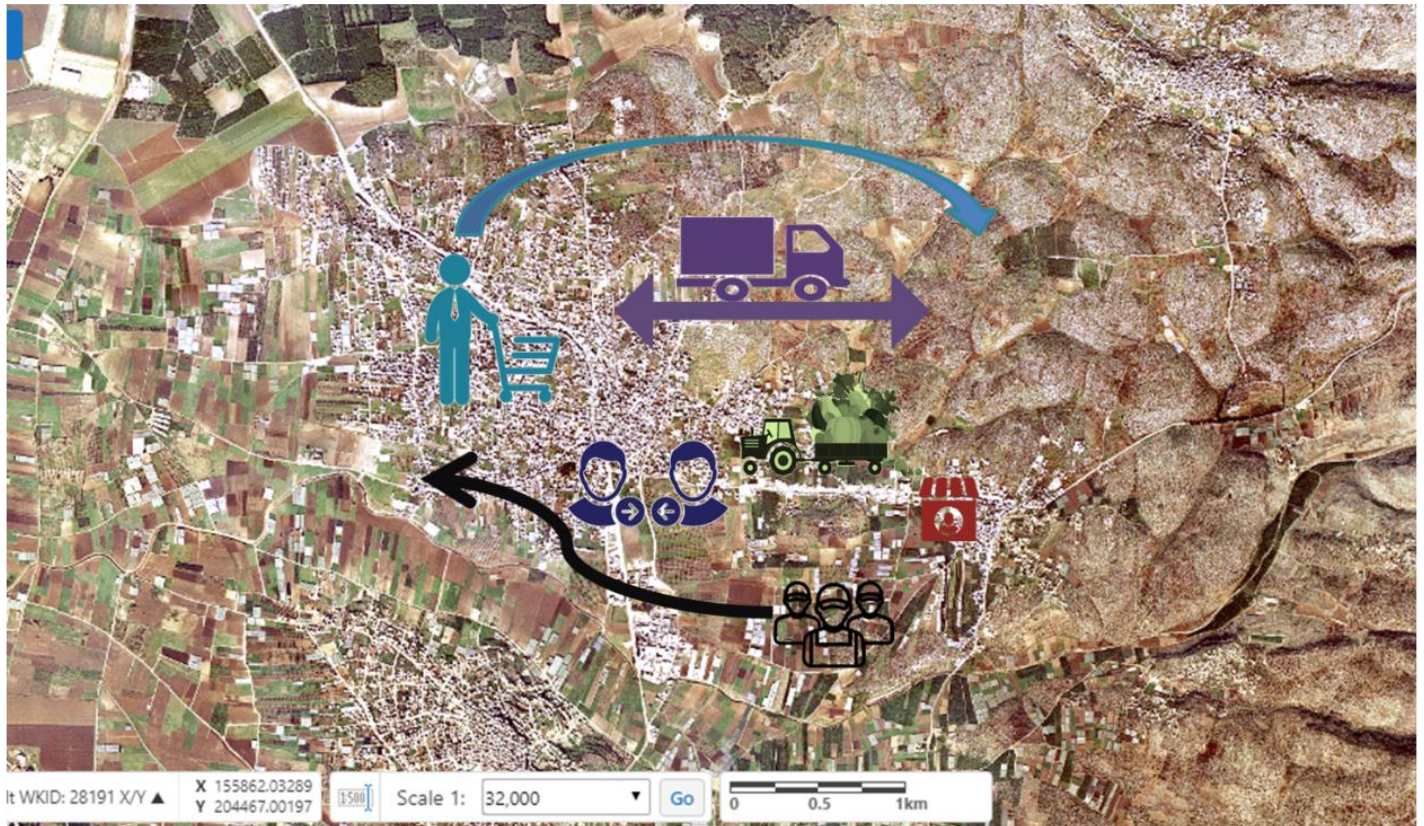 lt WKID: 28191 X/Y ▲
X 155862.03289
Y 204467.00197
1:500
Scale 1:
32,000
Go
0 0.5 1km